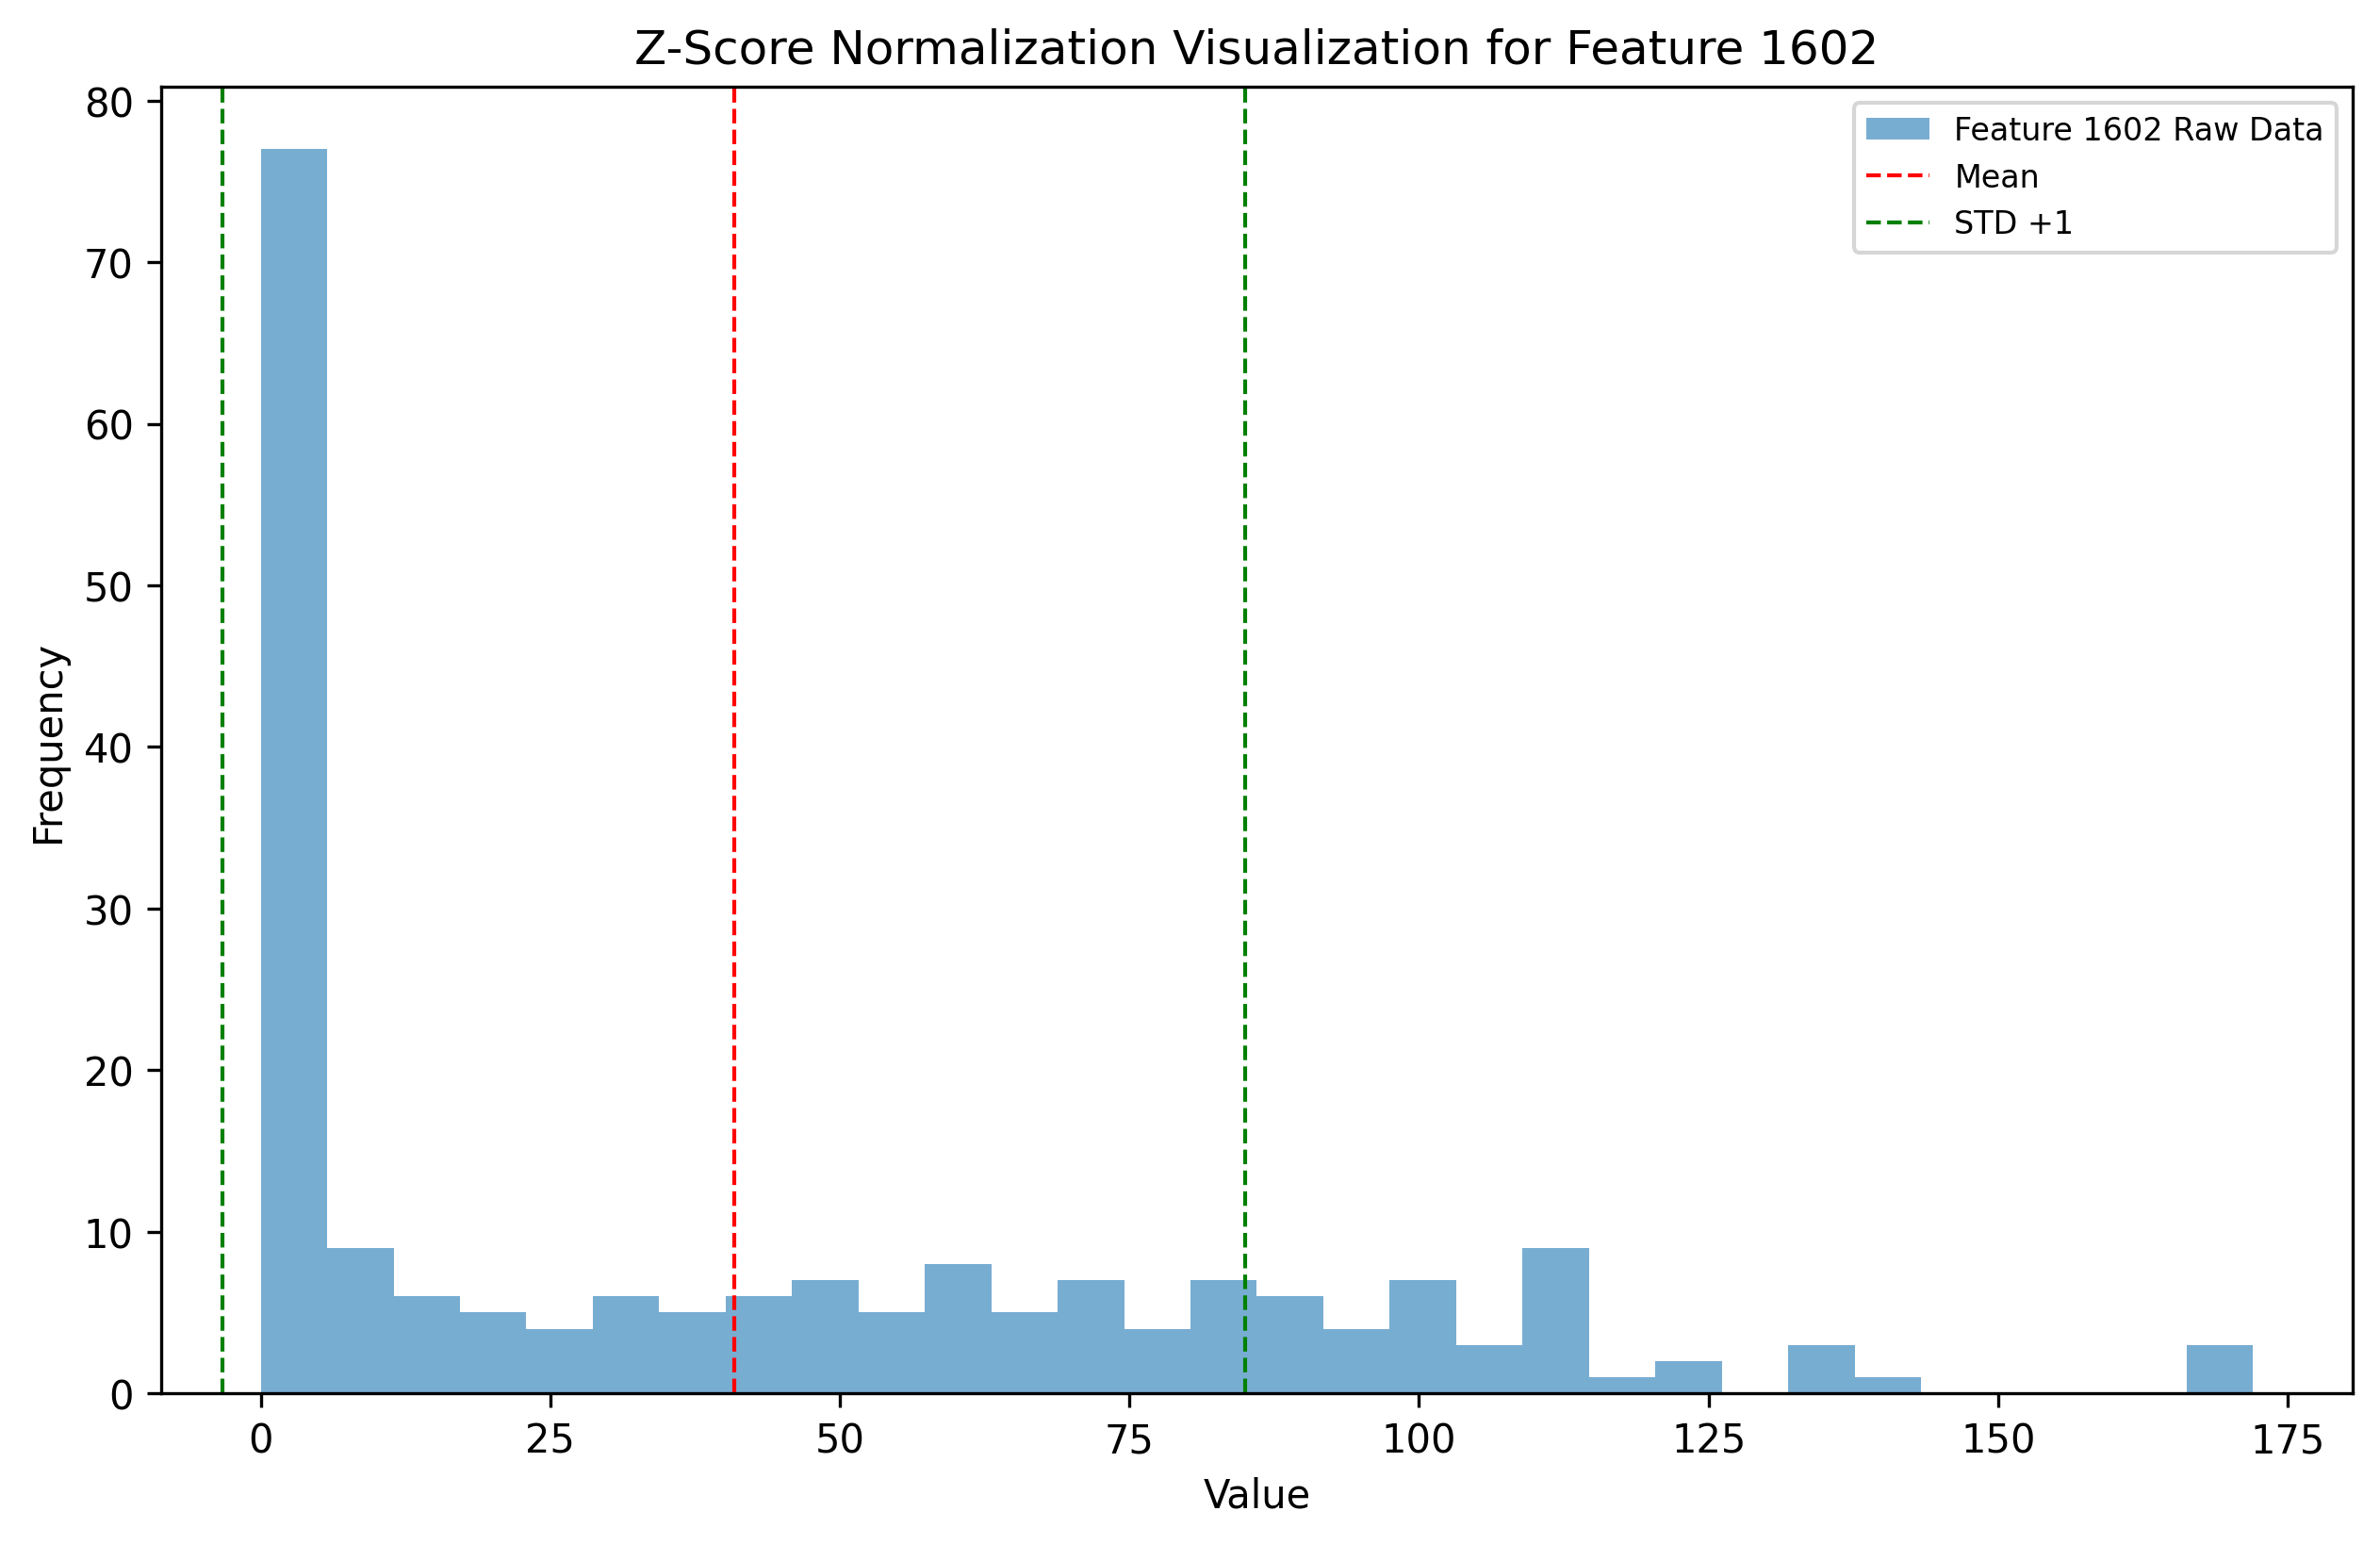 Z-Score Normalization Visualization for Feature 1602
Feature 1602 Raw Data
Mean
STD +1
80
70
60
50
40
30
20
10
0
Frequency
0 25 50 75 100 125 150 175
Value